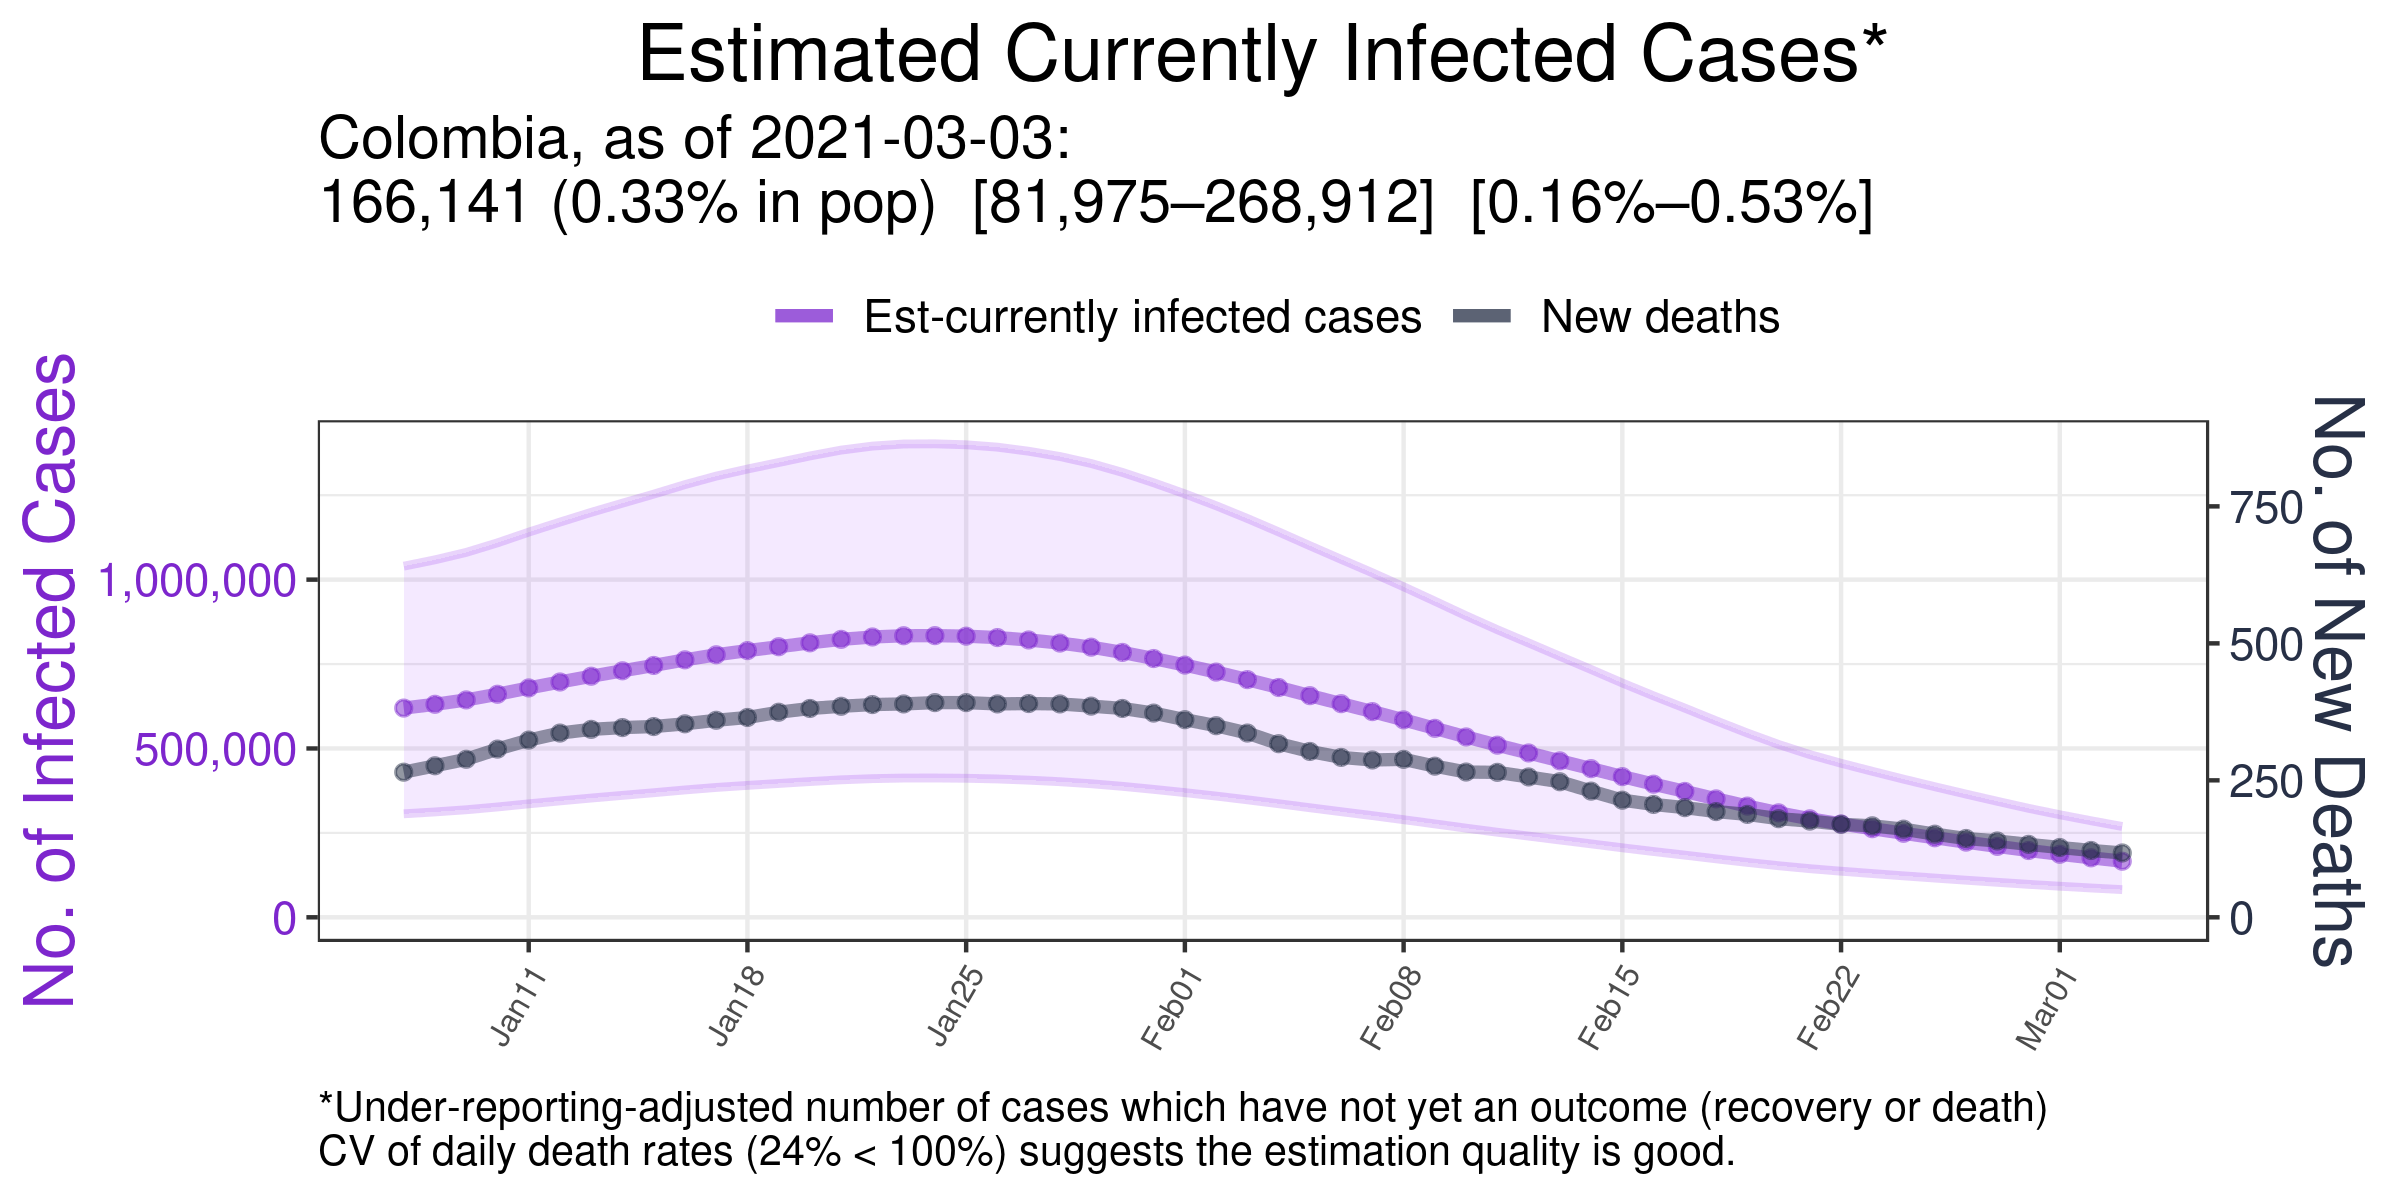 Estimated Currently Infected Cases*
Colombia, as of 2021-03-03:
166,141 (0.33% in pop)  [81,975–268,912]  [0.16%–0.53%]
Est-currently infected cases
New deaths
No. of Infected Cases
1,000,000
500,000
0
No. of New Deaths
750
500
250
0
Jan11
Jan18
Jan25
Feb01
Feb08
Feb15
Feb22
Mar01
*Under-reporting-adjusted number of cases which have not yet an outcome (recovery or death)
CV of daily death rates (24% < 100%) suggests the estimation quality is good.